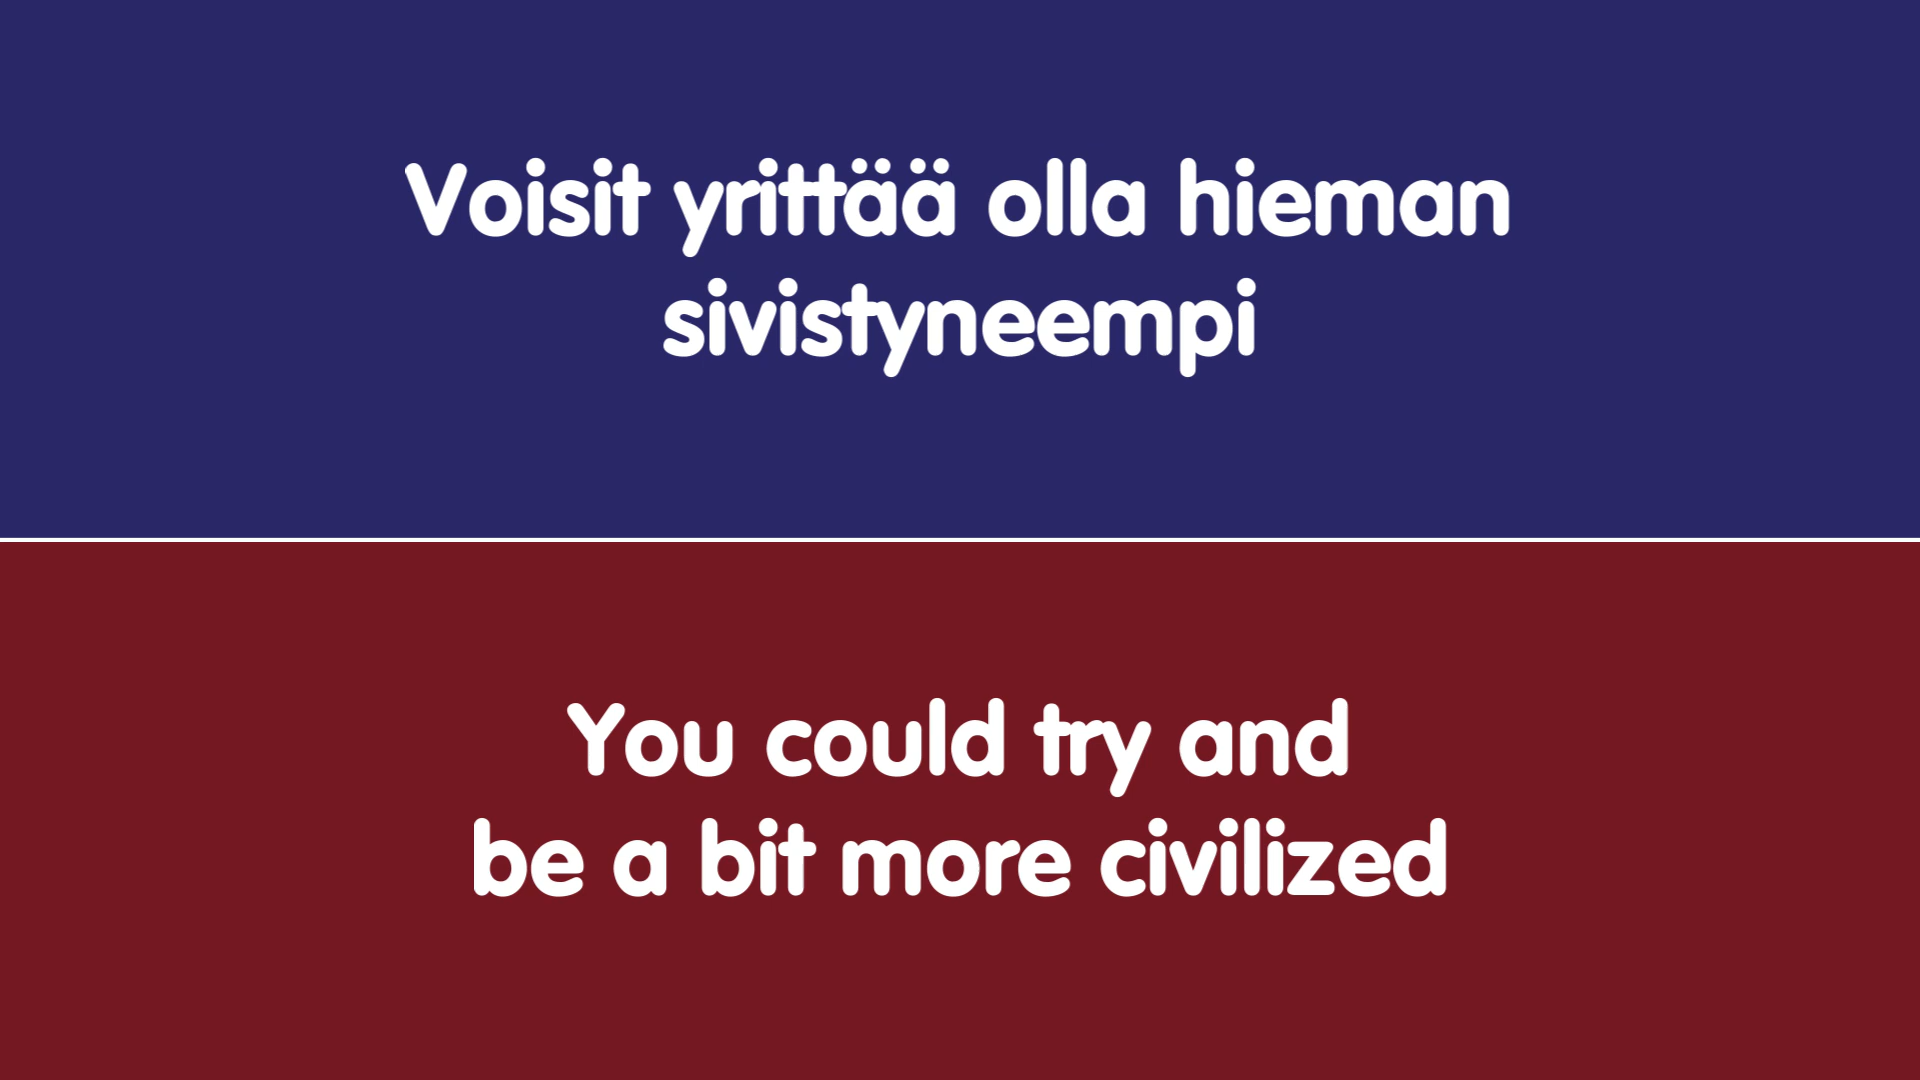 Voisit yrittää olla hieman
sivistyneempi
You could try and
be a bit more civilized